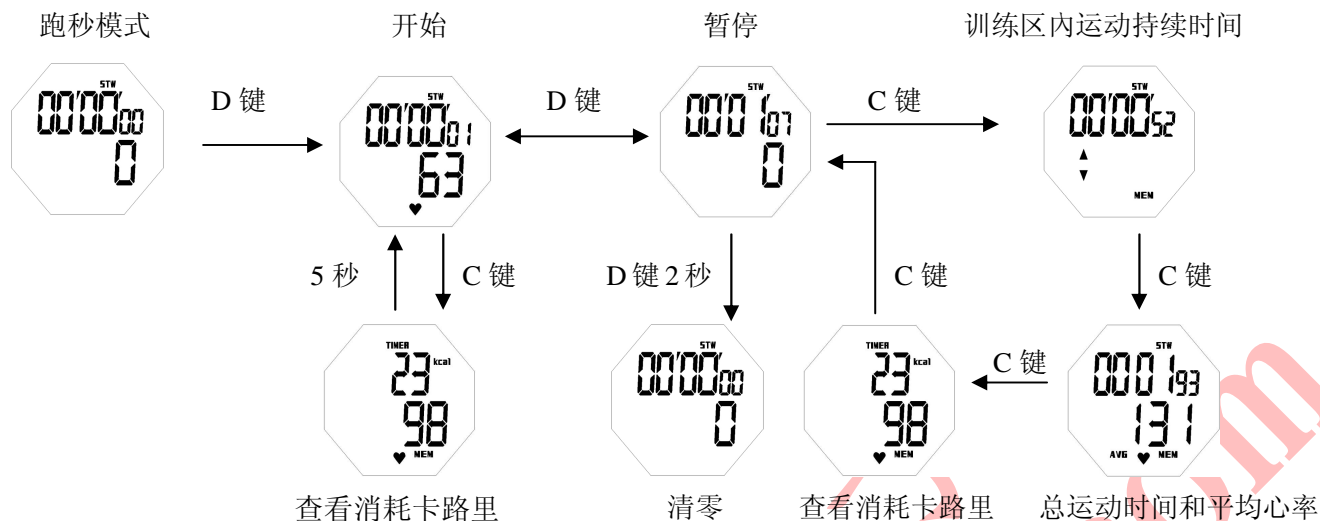 跑秒模式 开始 暂停 训练区内运动持续时间
STW STW STW STW
00'00'00 D 键 00'00'01 D 键 00'01'07 C 键 00'00'52
0 63 0
MEM
5 秒 C 键 D 键 2 秒 C 键 C 键
TIMER STW TIMER STW
23 kcal 00'00'00 23 kcal C 键 000193
98 0 98 131
MEM MEM AVG MEM
查看消耗卡路里 清零 查看消耗卡路里 总运动时间和平均心率